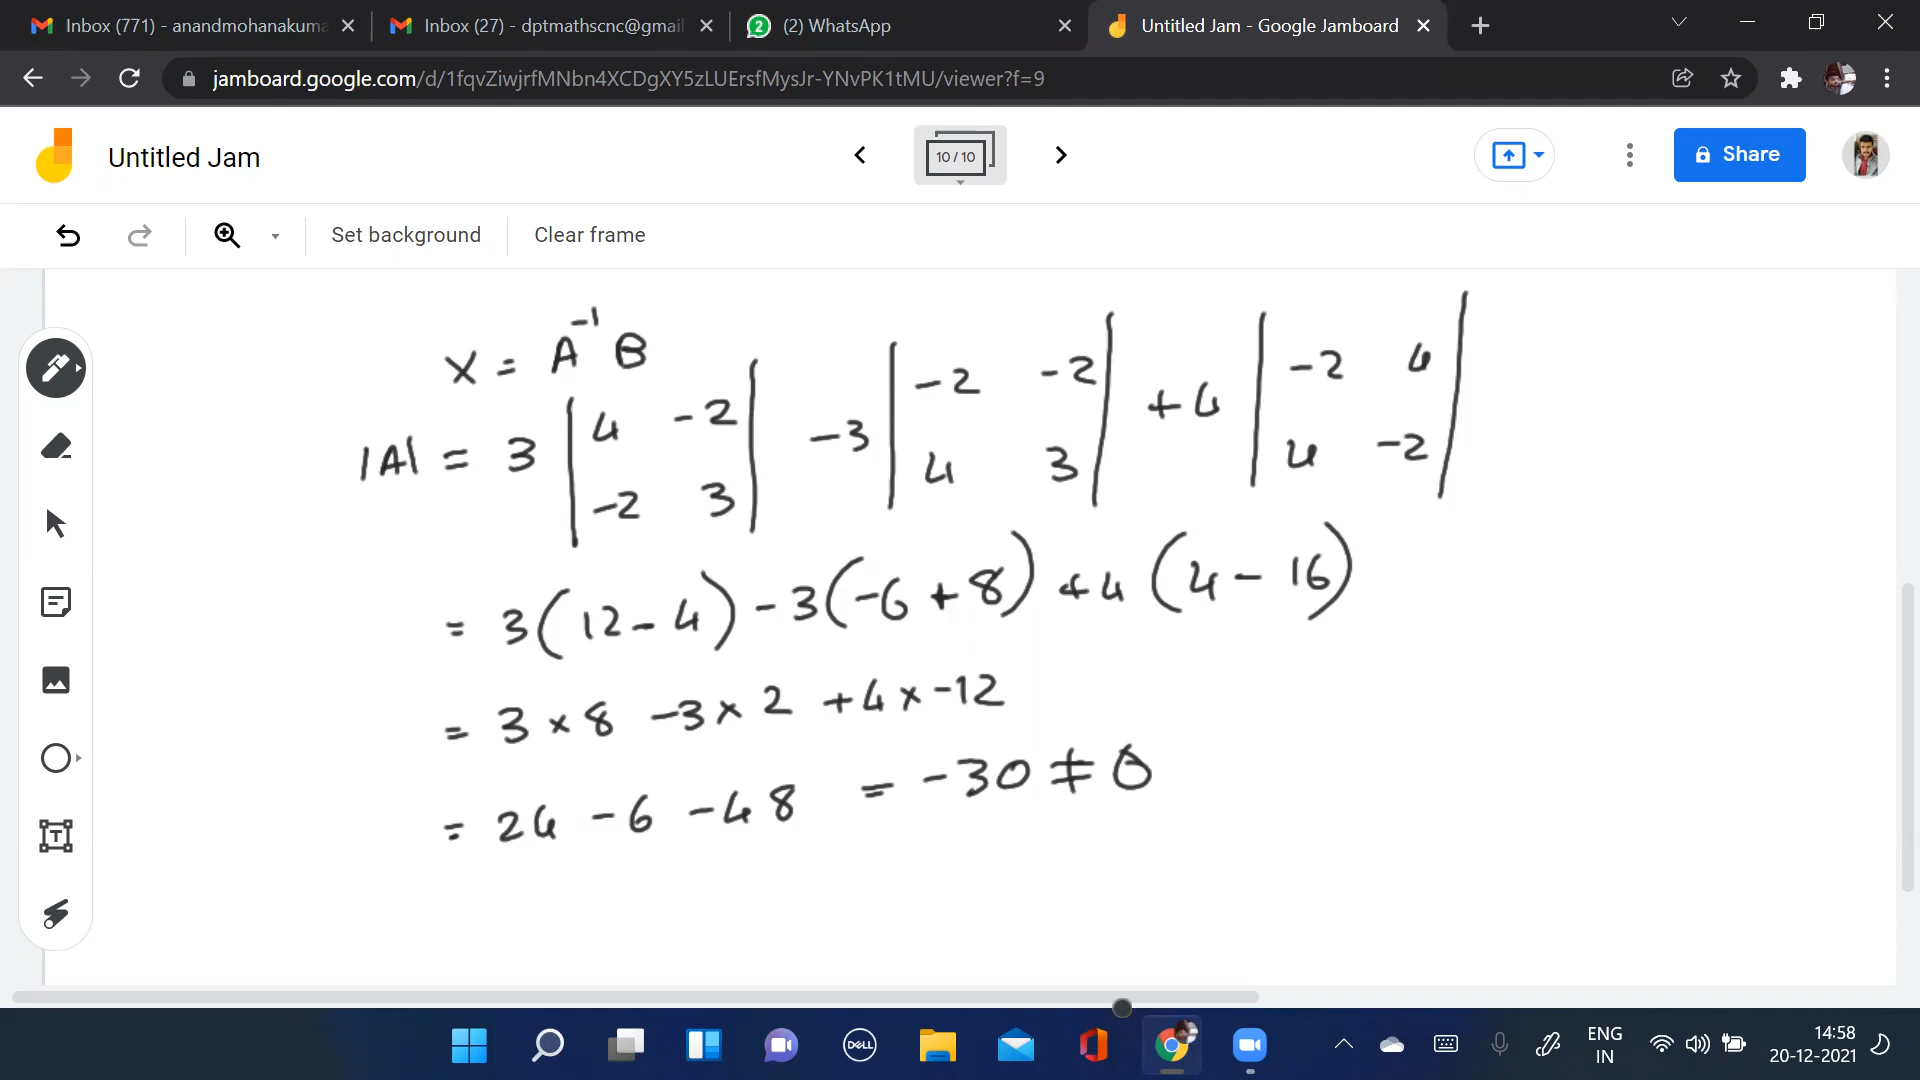 Inbox (771) - anandmohanakuma
Inbox (27) - dptmathscnc@gmail
(2) WhatsApp
Untitled Jam - Google Jamboard
jamboard.google.com/d/1fqvZiwjrfMNbn4XCDgXY5zLUErsfMysJr-YNvPK1tMU/viewer?f=9
Untitled Jam
10 / 10
Share
Set background
Clear frame
X = A⁻¹ B
|A| = 3 | 4 -2 | -3 | -2 -2 | +4 | -2 4 |
| -2 3 | | 4 3 | | 4 -2 |
= 3(12 - 4) - 3(-6 + 8) + 4(4 - 16)
= 3 × 8 - 3 × 2 + 4 × -12
= 24 - 6 - 48 = -30 ≠ 0
T
2
DELL
ENG
IN
14:58
20-12-2021